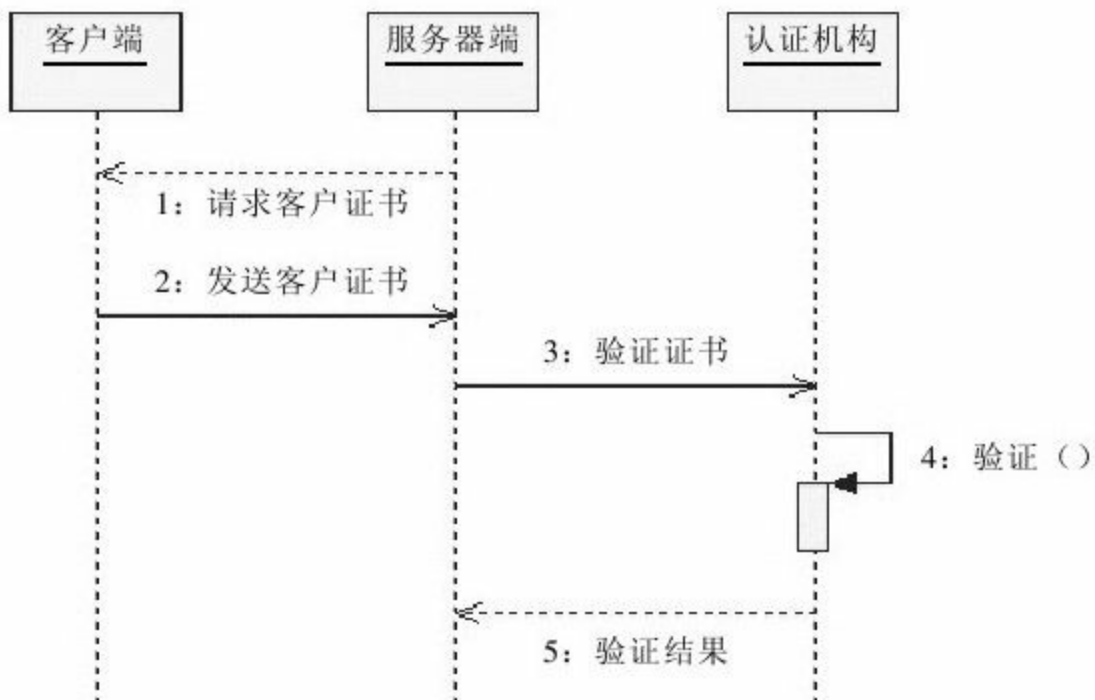 客户端
服务器端
认证机构
1：请求客户证书
2：发送客户证书
3：验证证书
4：验证（）
5：验证结果